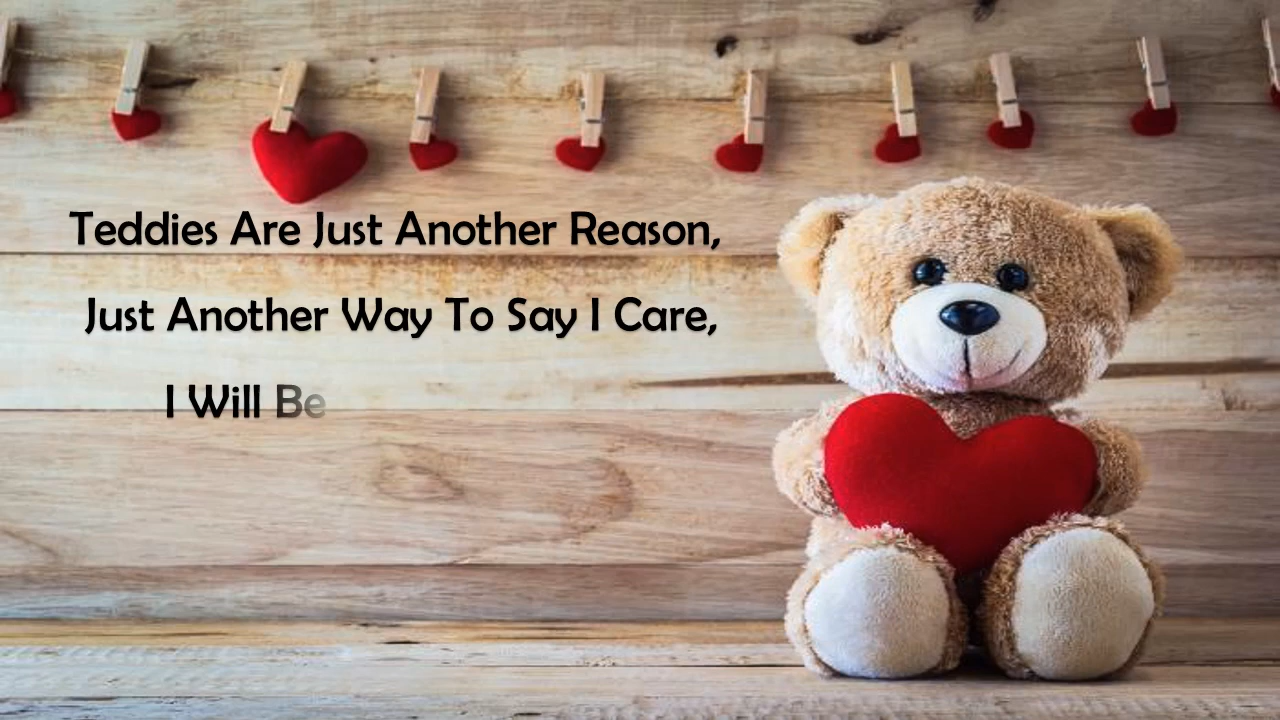 Teddies Are Just Another Reason,
Just Another Way To Say I Care,
I Will Be